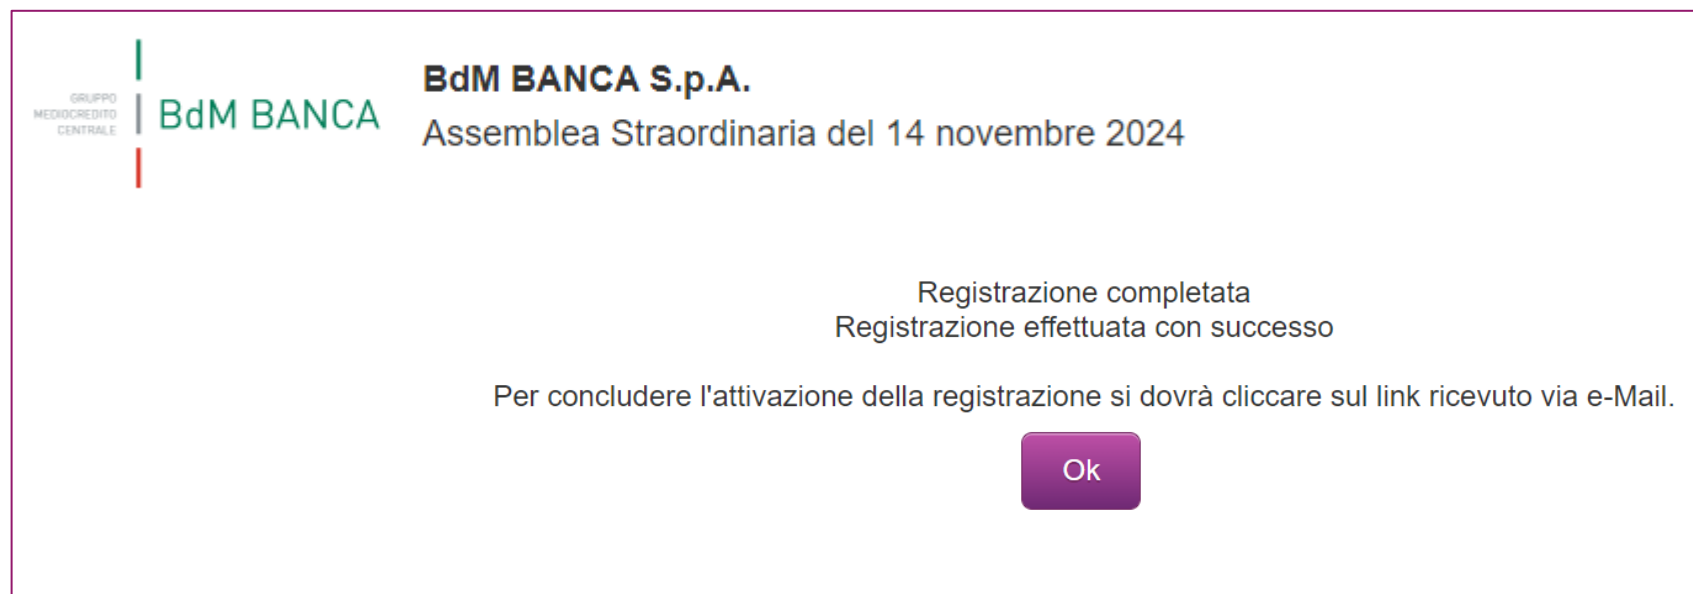 GRUPPO
MEDIOCREDITO
CENTRALE
BdM BANCA
BdM BANCA S.p.A.
Assemblea Straordinaria del 14 novembre 2024
Registrazione completata
Registrazione effettuata con successo
Per concludere l'attivazione della registrazione si dovrà cliccare sul link ricevuto via e-Mail.
Ok